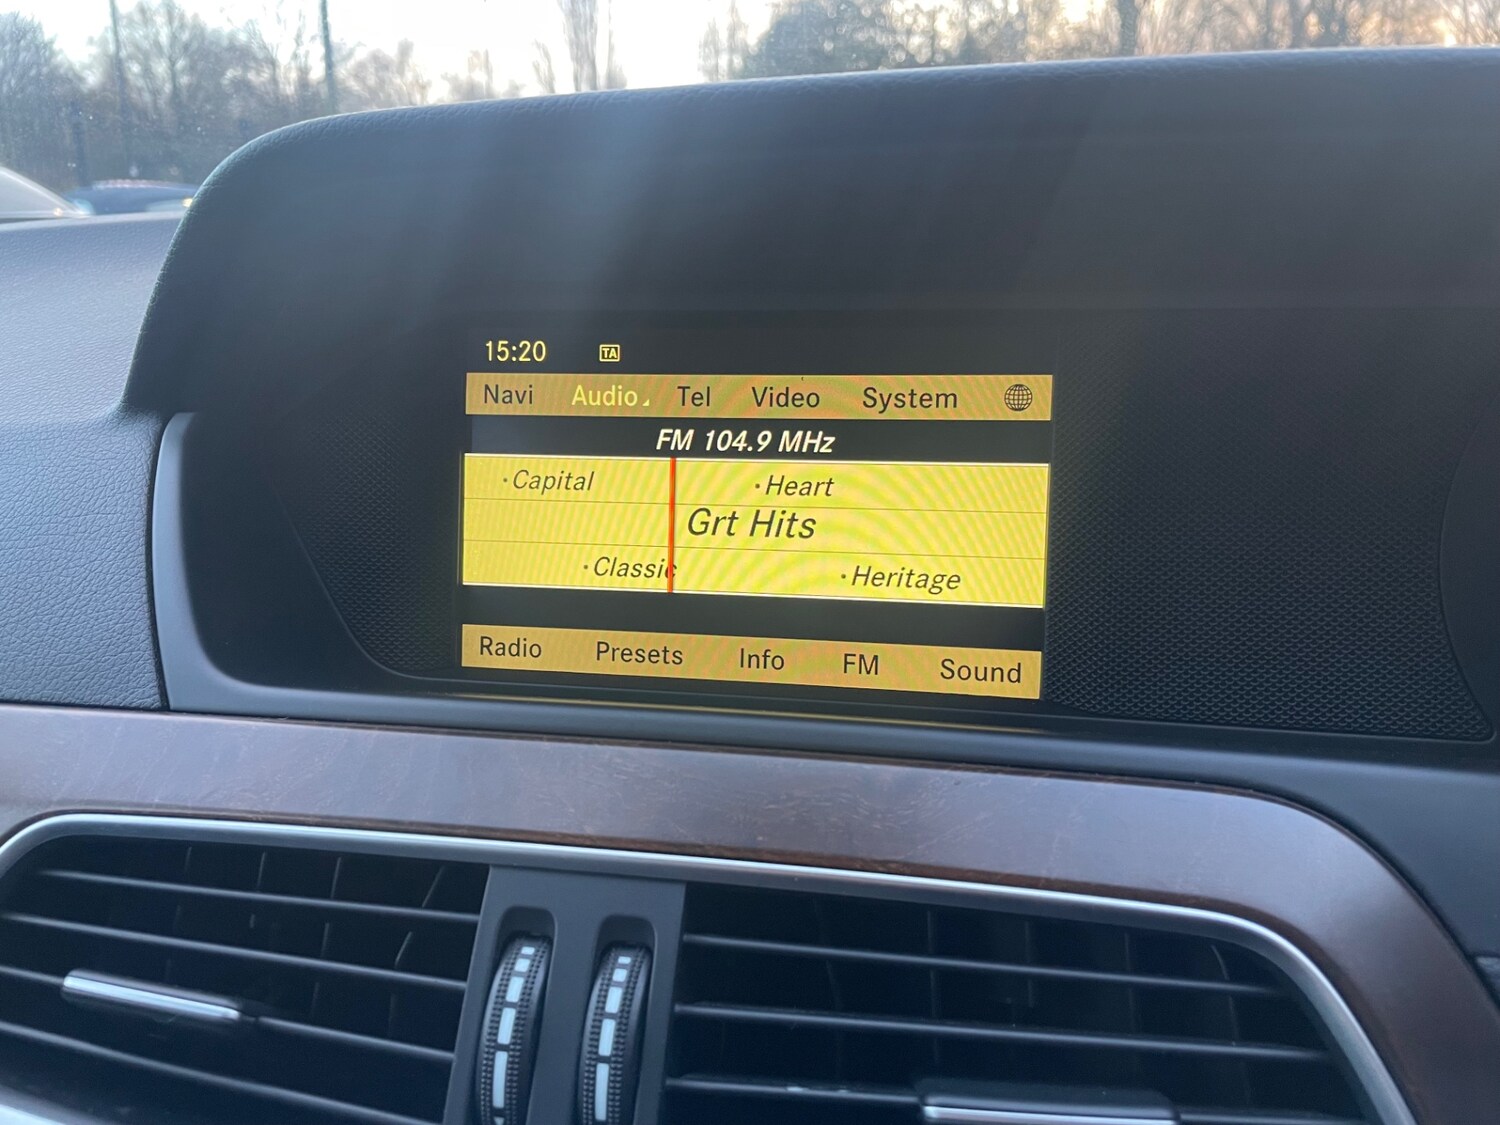 15:20 TA
Navi Audio Tel Video System
FM 104.9 MHz
·Capital ·Heart
Grt Hits
·Classic ·Heritage
Radio Presets Info FM Sound